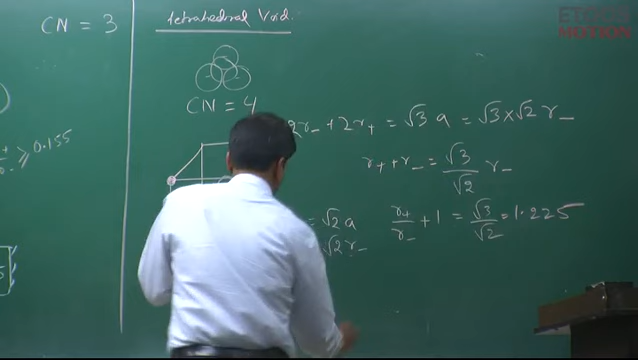 CN = 3
Tetrahedral Void.
ETOOS
MOTION
CN = 4
≥ 0.155
2r₋ + 2r₊ = √3 a = √3 × √2 r₋
r₊ + r₋ = √3/√2 r₋
= √2 a
√2 r₋
r₊/r₋ + 1 = √3/√2 = 1.225